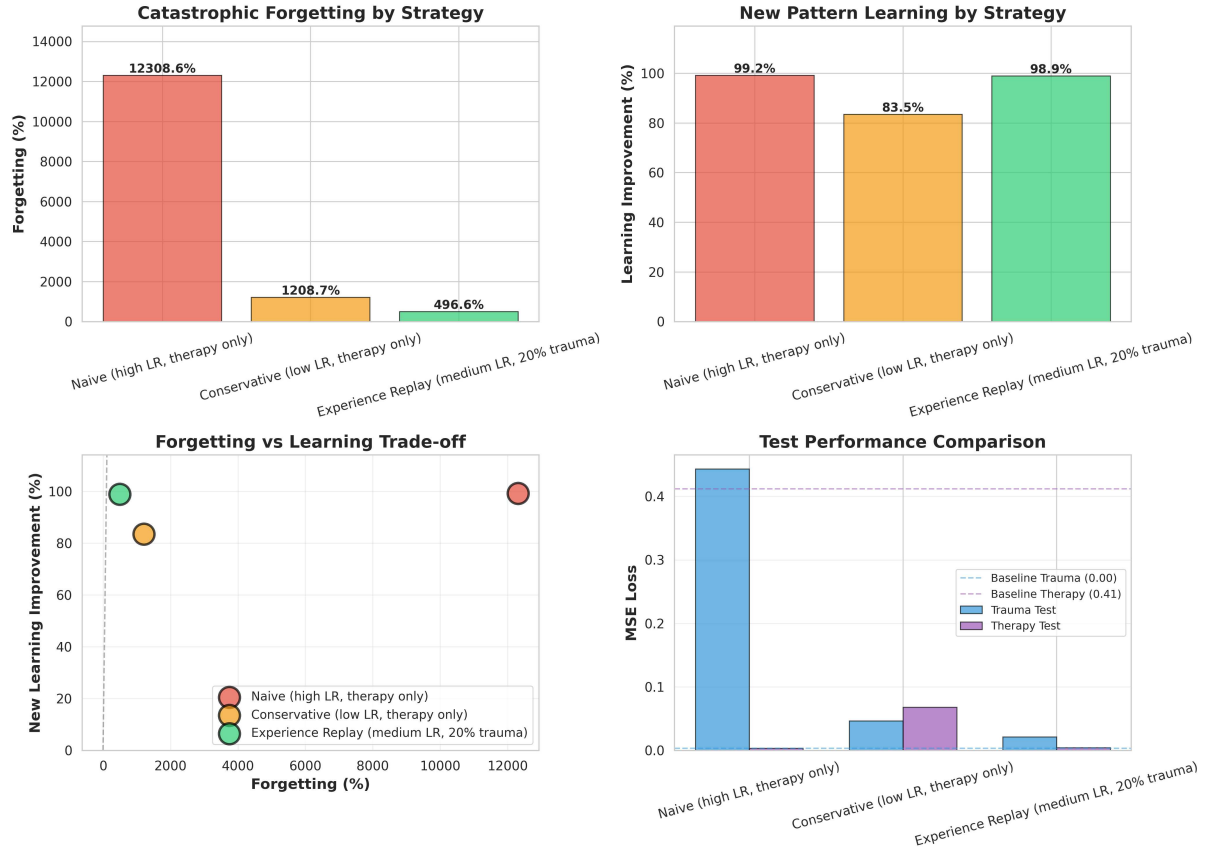 Catastrophic Forgetting by Strategy
Forgetting (%)
14000
12000
10000
8000
6000
4000
2000
0
12308.6%
1208.7%
496.6%
Naive (high LR, therapy only)
Conservative (low LR, therapy only)
Experience Replay (medium LR, 20% trauma)
New Pattern Learning by Strategy
Learning Improvement (%)
100
80
60
40
20
0
99.2%
83.5%
98.9%
Naive (high LR, therapy only)
Conservative (low LR, therapy only)
Experience Replay (medium LR, 20% trauma)
Forgetting vs Learning Trade-off
New Learning Improvement (%)
100
80
60
40
20
0
Naive (high LR, therapy only)
Conservative (low LR, therapy only)
Experience Replay (medium LR, 20% trauma)
0 2000 4000 6000 8000 10000 12000
Forgetting (%)
Test Performance Comparison
MSE Loss
0.4
0.3
0.2
0.1
0.0
Baseline Trauma (0.00)
Baseline Therapy (0.41)
Trauma Test
Therapy Test
Naive (high LR, therapy only)
Conservative (low LR, therapy only)
Experience Replay (medium LR, 20% trauma)